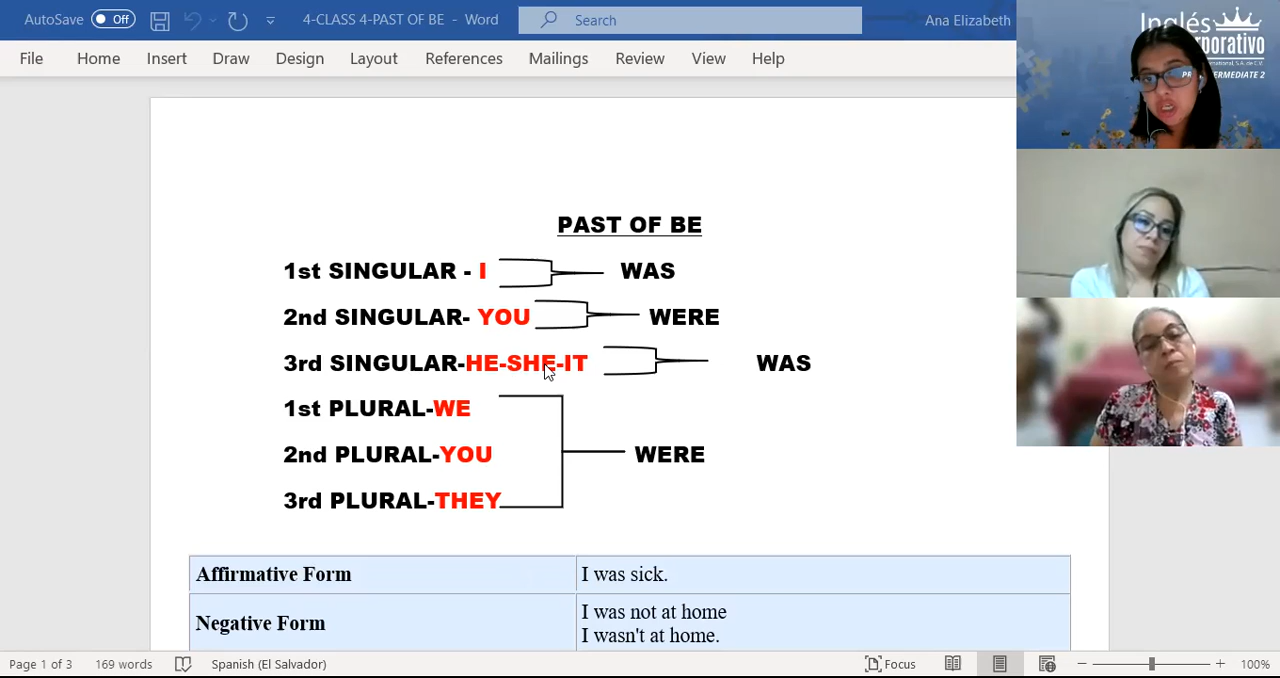 AutoSave Off 4-CLASS 4-PAST OF BE - Word Search Ana Elizabeth
File Home Insert Draw Design Layout References Mailings Review View Help
Inglés
PRE INTERMEDIATE 2
PAST OF BE
1st SINGULAR - I WAS
2nd SINGULAR- YOU WERE
3rd SINGULAR-HE-SHE-IT WAS
1st PLURAL-WE
2nd PLURAL-YOU WERE
3rd PLURAL-THEY
Affirmative Form I was sick.
Negative Form I was not at home
I wasn't at home.
Page 1 of 3 169 words Spanish (El Salvador) Focus 100%